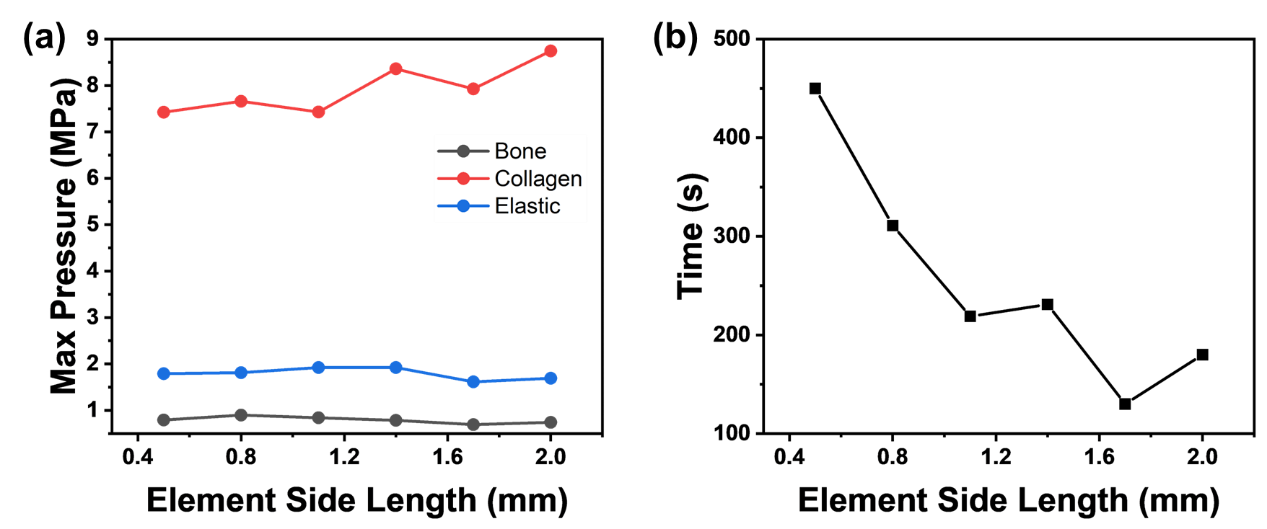 (a)
Max Pressure (MPa)
9
8
7
6
5
4
3
2
1
Bone
Collagen
Elastic
0.4 0.8 1.2 1.6 2.0
Element Side Length (mm)
(b)
Time (s)
500
400
300
200
100
0.4 0.8 1.2 1.6 2.0
Element Side Length (mm)